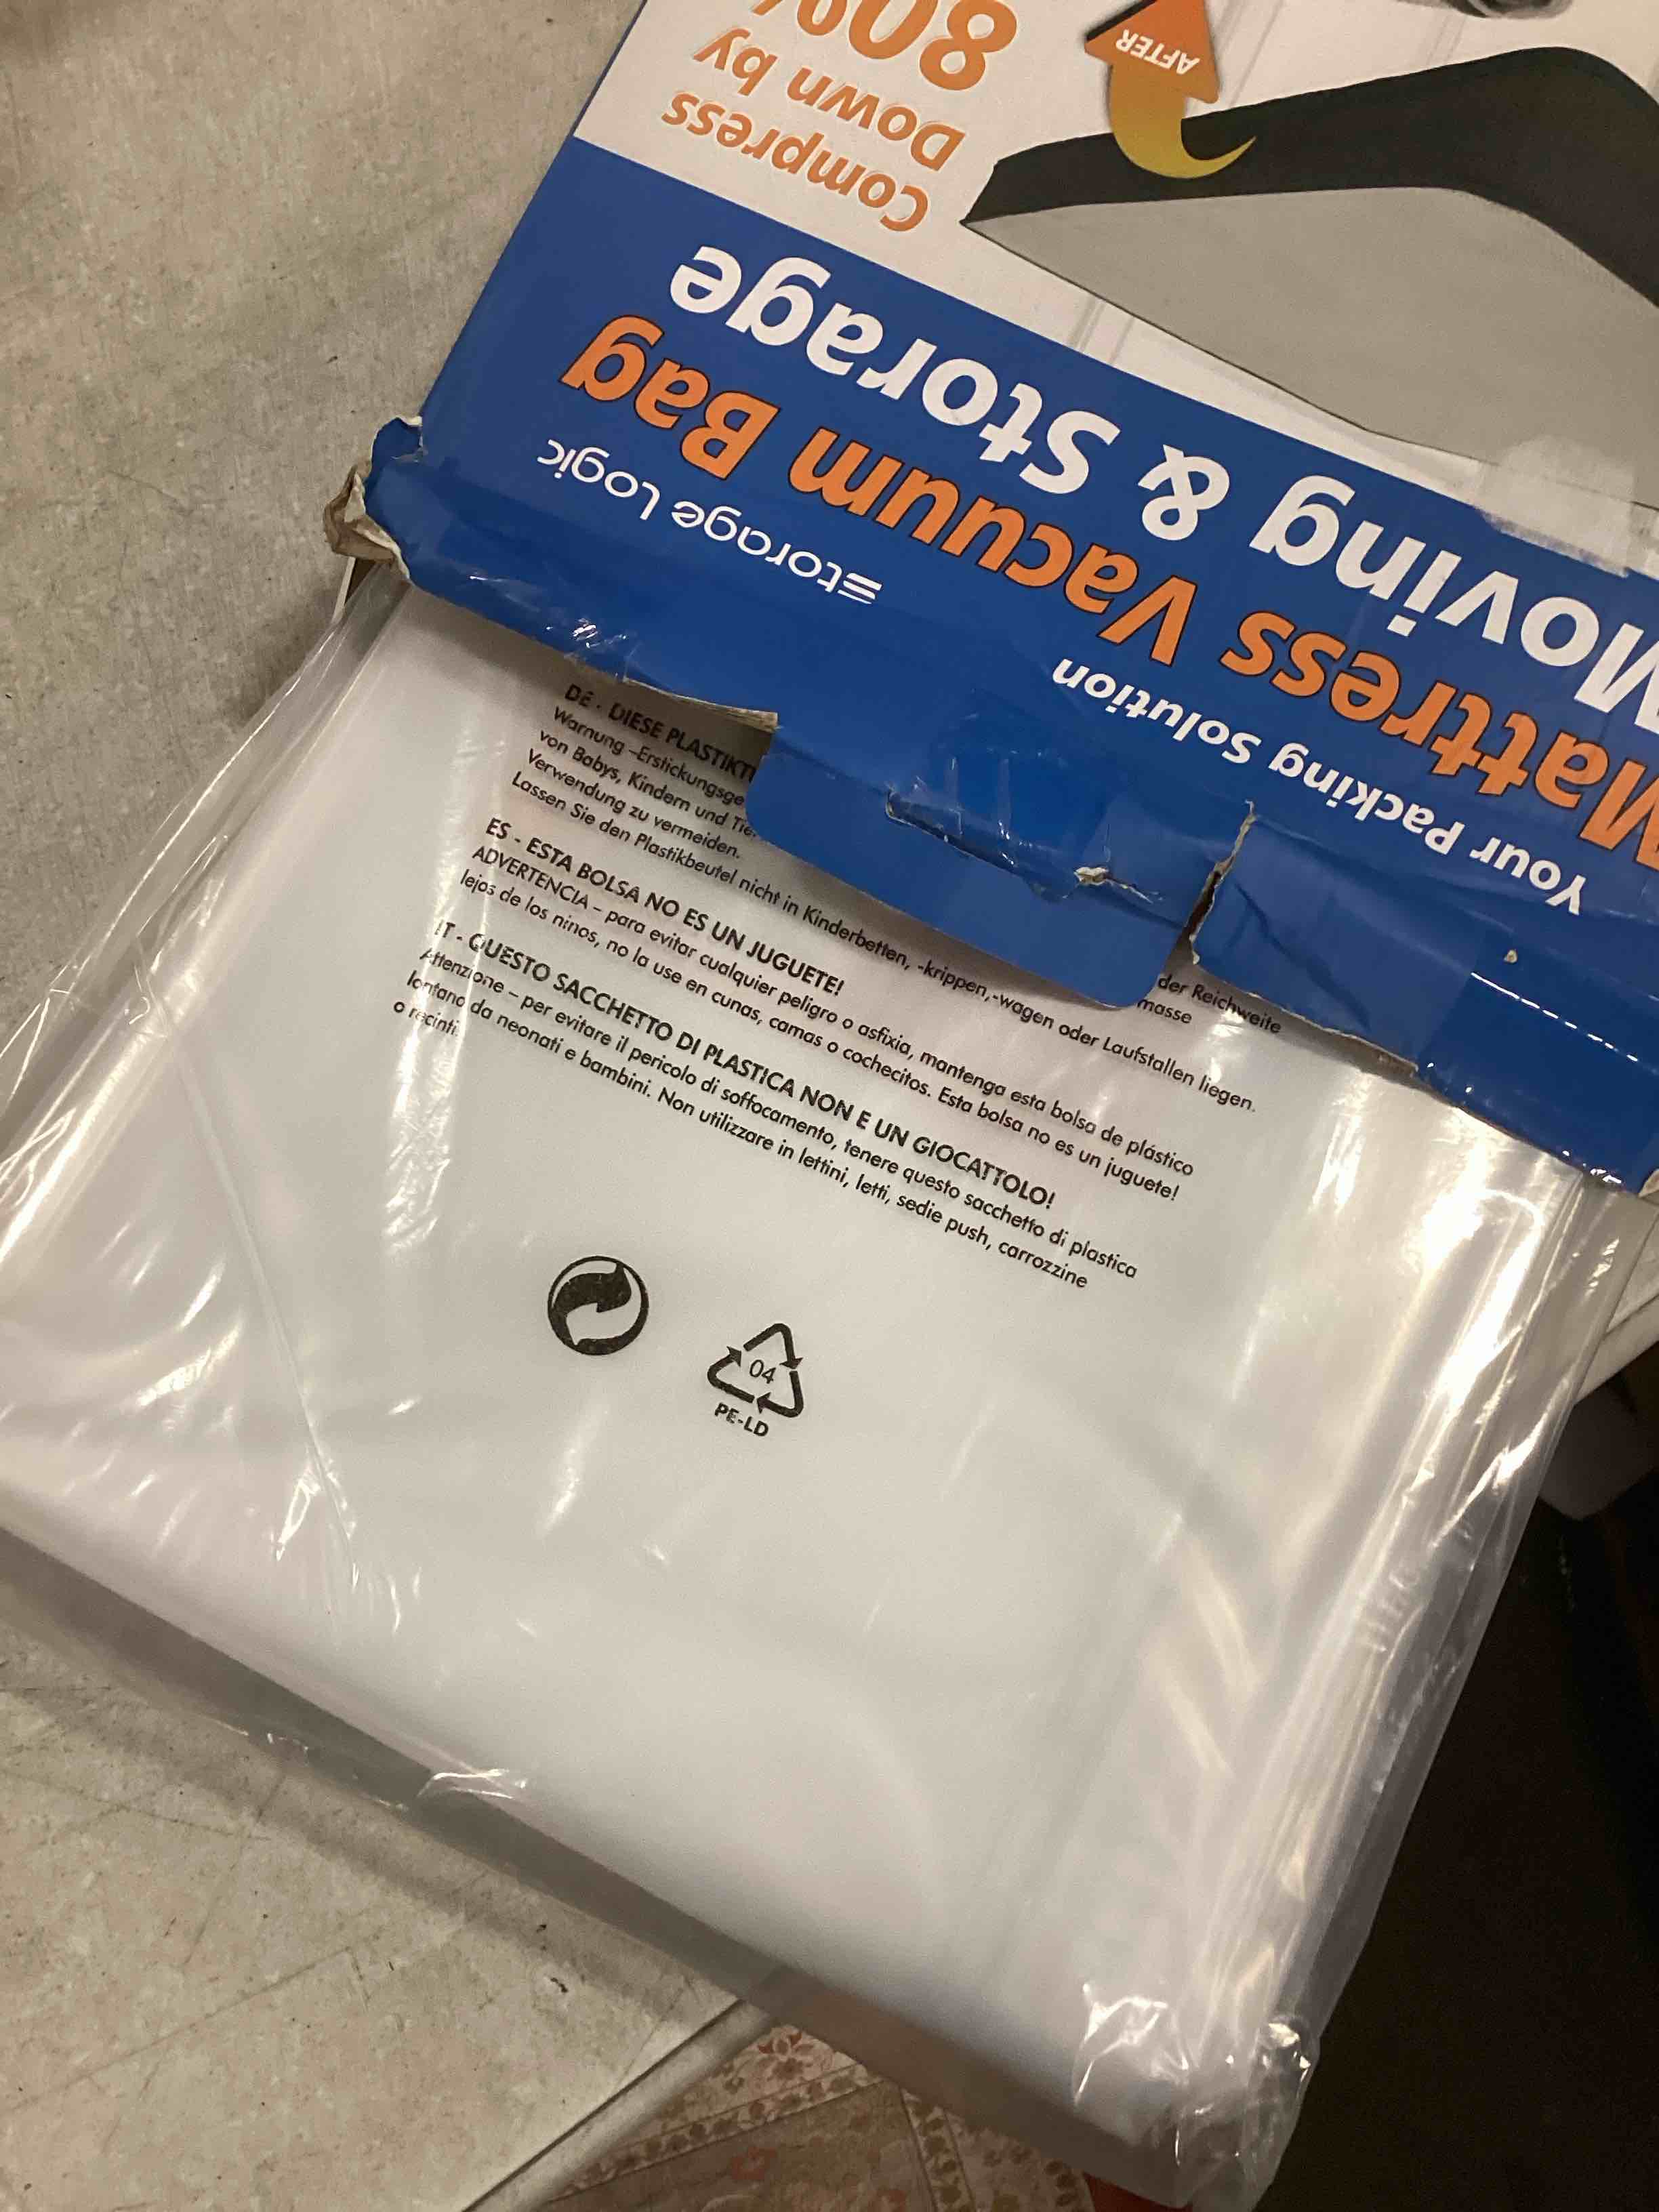 Your Packing Solution
Storage Logic
Mattress Vacuum Bag
Moving & Storage
Compress
Down by
80%
AFTER
DE - DIESE PLASTIKT
Warnung –Erstickungsge
der Reichweite
von Babys, Kindern und Tie
masse
Verwendung zu vermeiden.
Lassen Sie den Plastikbeutel nicht in Kinderbetten, -krippen,-wagen oder Laufstallen liegen.
ES - ESTA BOLSA NO ES UN JUGUETE!
ADVERTENCIA – para evitar cualquier peligro o asfixia, mantenga esta bolsa de plástico
lejos de los ninos, no la use en cunas, camas o cochecitos. Esta bolsa no es un juguete!
IT - QUESTO SACCHETTO DI PLASTICA NON E UN GIOCATTOLO!
Attenzione – per evitare il pericolo di soffocamento, tenere questo sacchetto di plastica
lontano da neonati e bambini. Non utilizzare in lettini, letti, sedie push, carrozzine
o recinti.
04
PE-LD